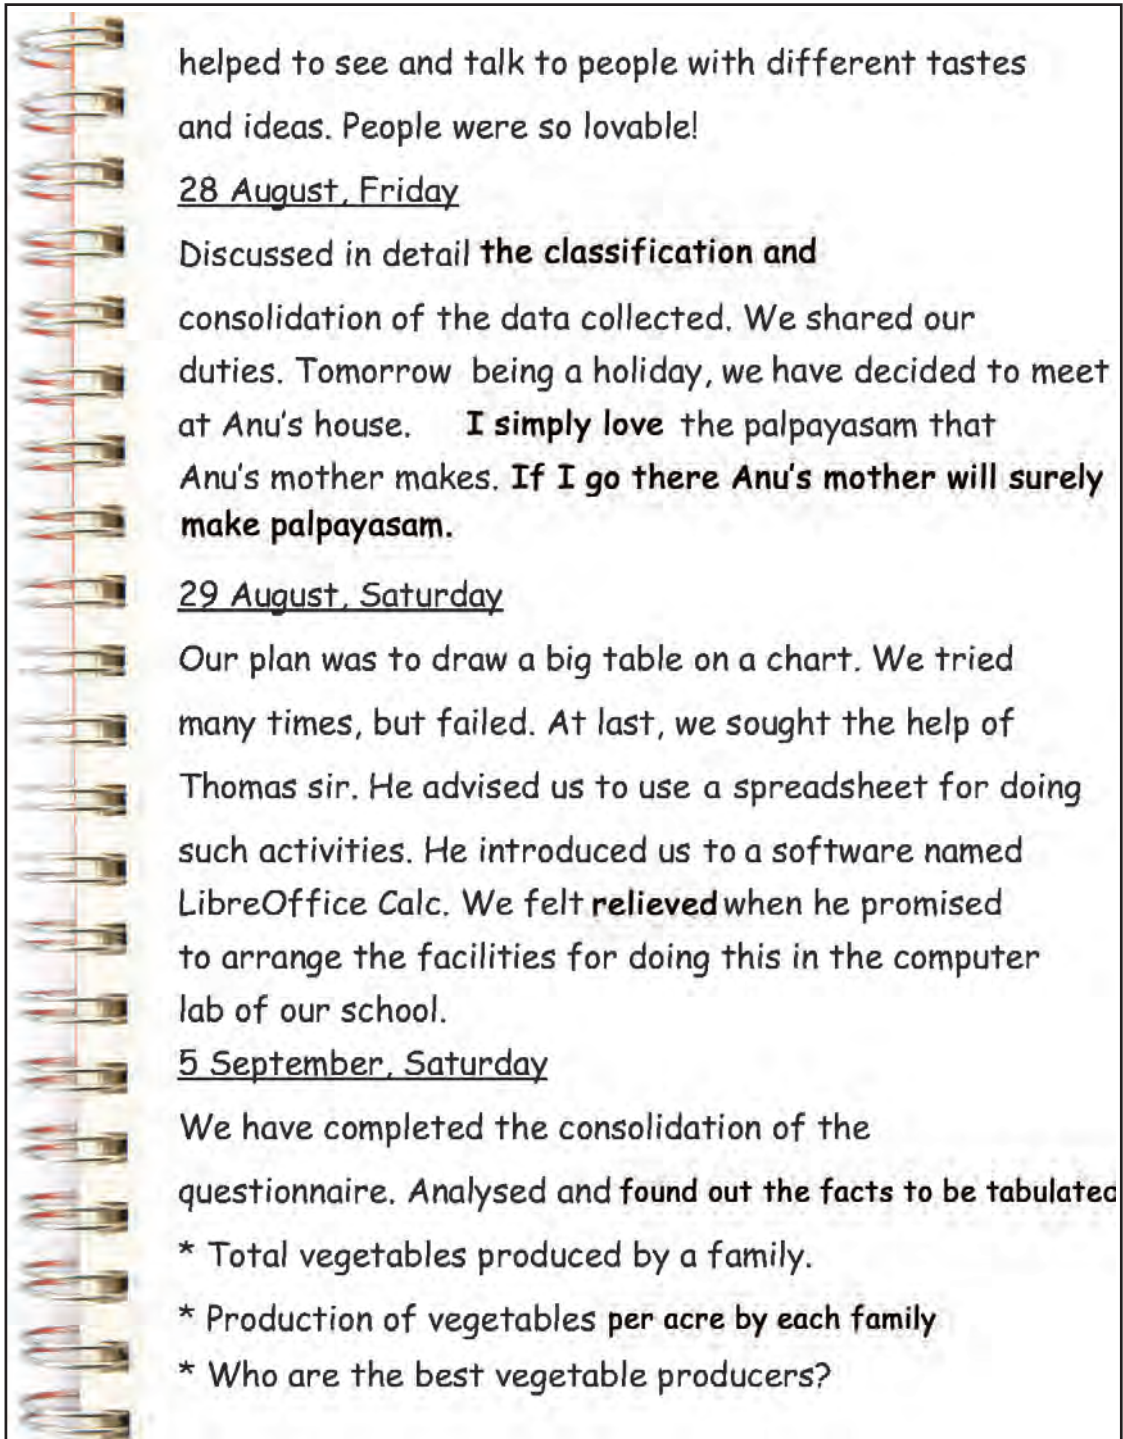 helped to see and talk to people with different tastes
and ideas. People were so lovable!
28 August, Friday
Discussed in detail the classification and
consolidation of the data collected. We shared our
duties. Tomorrow being a holiday, we have decided to meet
at Anu's house. I simply love the palpayasam that
Anu's mother makes. If I go there Anu's mother will surely
make palpayasam.
29 August, Saturday
Our plan was to draw a big table on a chart. We tried
many times, but failed. At last, we sought the help of
Thomas sir. He advised us to use a spreadsheet for doing
such activities. He introduced us to a software named
LibreOffice Calc. We felt relieved when he promised
to arrange the facilities for doing this in the computer
lab of our school.
5 September, Saturday
We have completed the consolidation of the
questionnaire. Analysed and found out the facts to be tabulated
* Total vegetables produced by a family.
* Production of vegetables per acre by each family
* Who are the best vegetable producers?